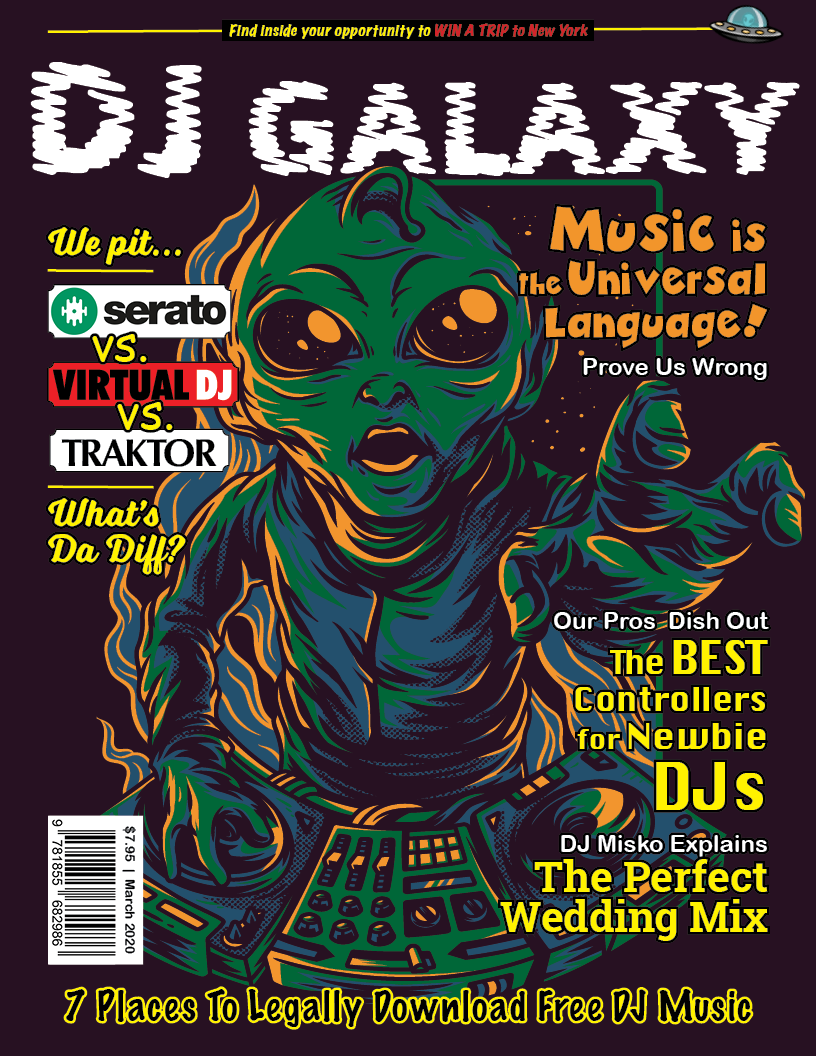 Find inside your opportunity to WIN A TRIP to New York
DJ GALAXY
We pit...
serato
VS.
VIRTUAL DJ
VS.
TRAKTOR
What's
Da Diff?
Music is
the Universal
Language!
Prove Us Wrong
Our Pros Dish Out
The BEST
Controllers
for Newbie
DJs
DJ Misko Explains
The Perfect
Wedding Mix
$7.95 | March 2020
9 781855 682986
7 Places To Legally Download Free DJ Music